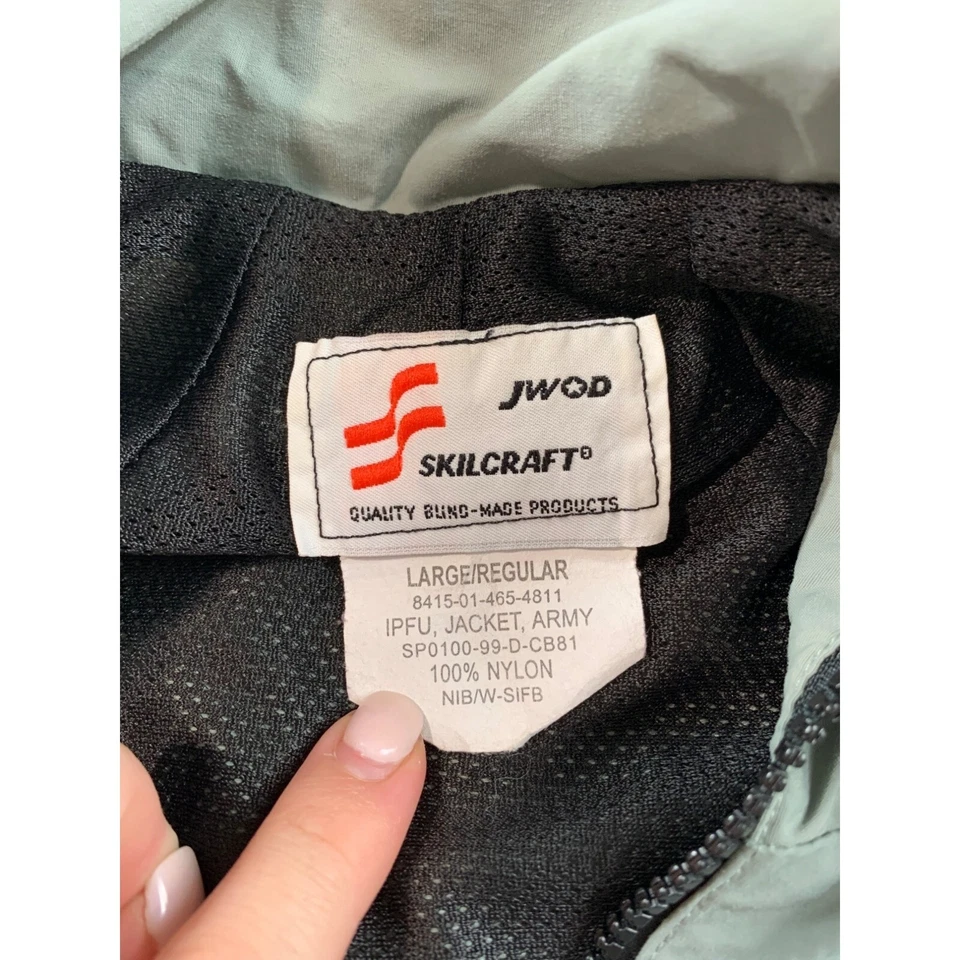 JWOD
SKILCRAFT®
QUALITY BLIND-MADE PRODUCTS
LARGE/REGULAR
8415-01-465-4811
IPFU, JACKET, ARMY
SP0100-99-D-CB81
100% NYLON
NIB/W-SIFB